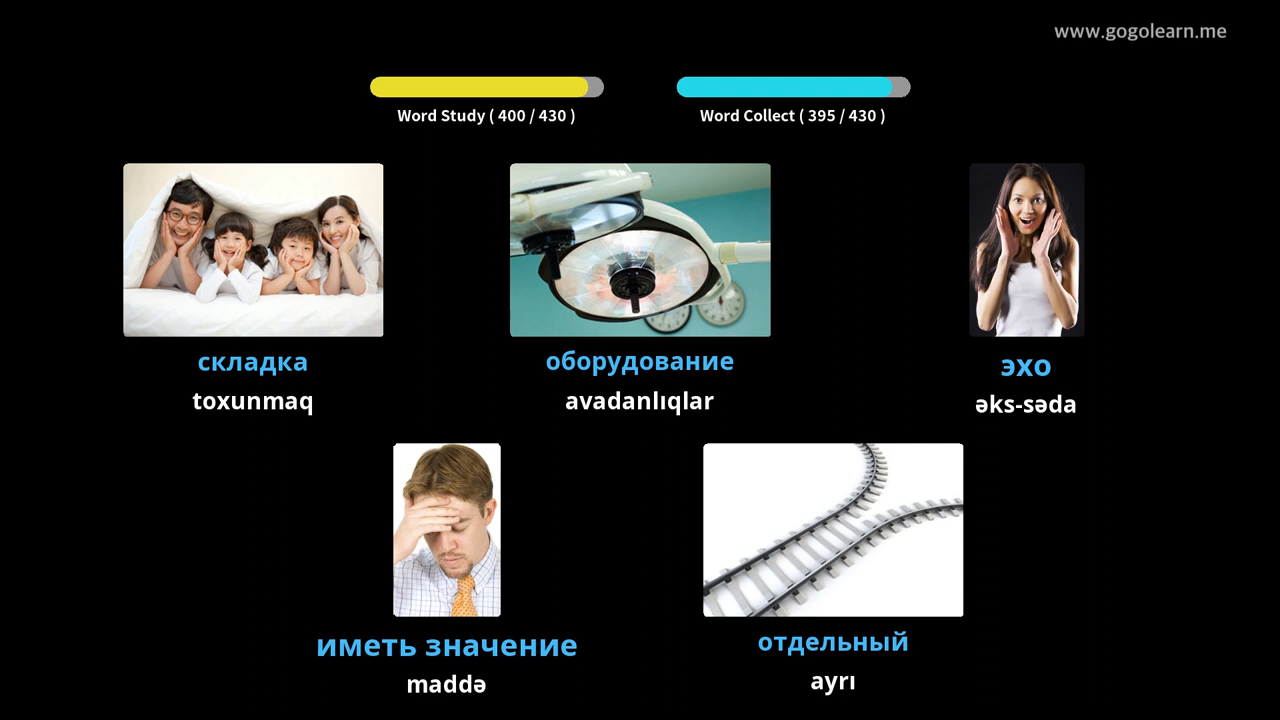 www.gogolearn.me
Word Study ( 400 / 430 )
Word Collect ( 395 / 430 )
складка
toxunmaq
оборудование
avadanlıqlar
эхо
əks-səda
иметь значение
maddə
отдельный
ayrı